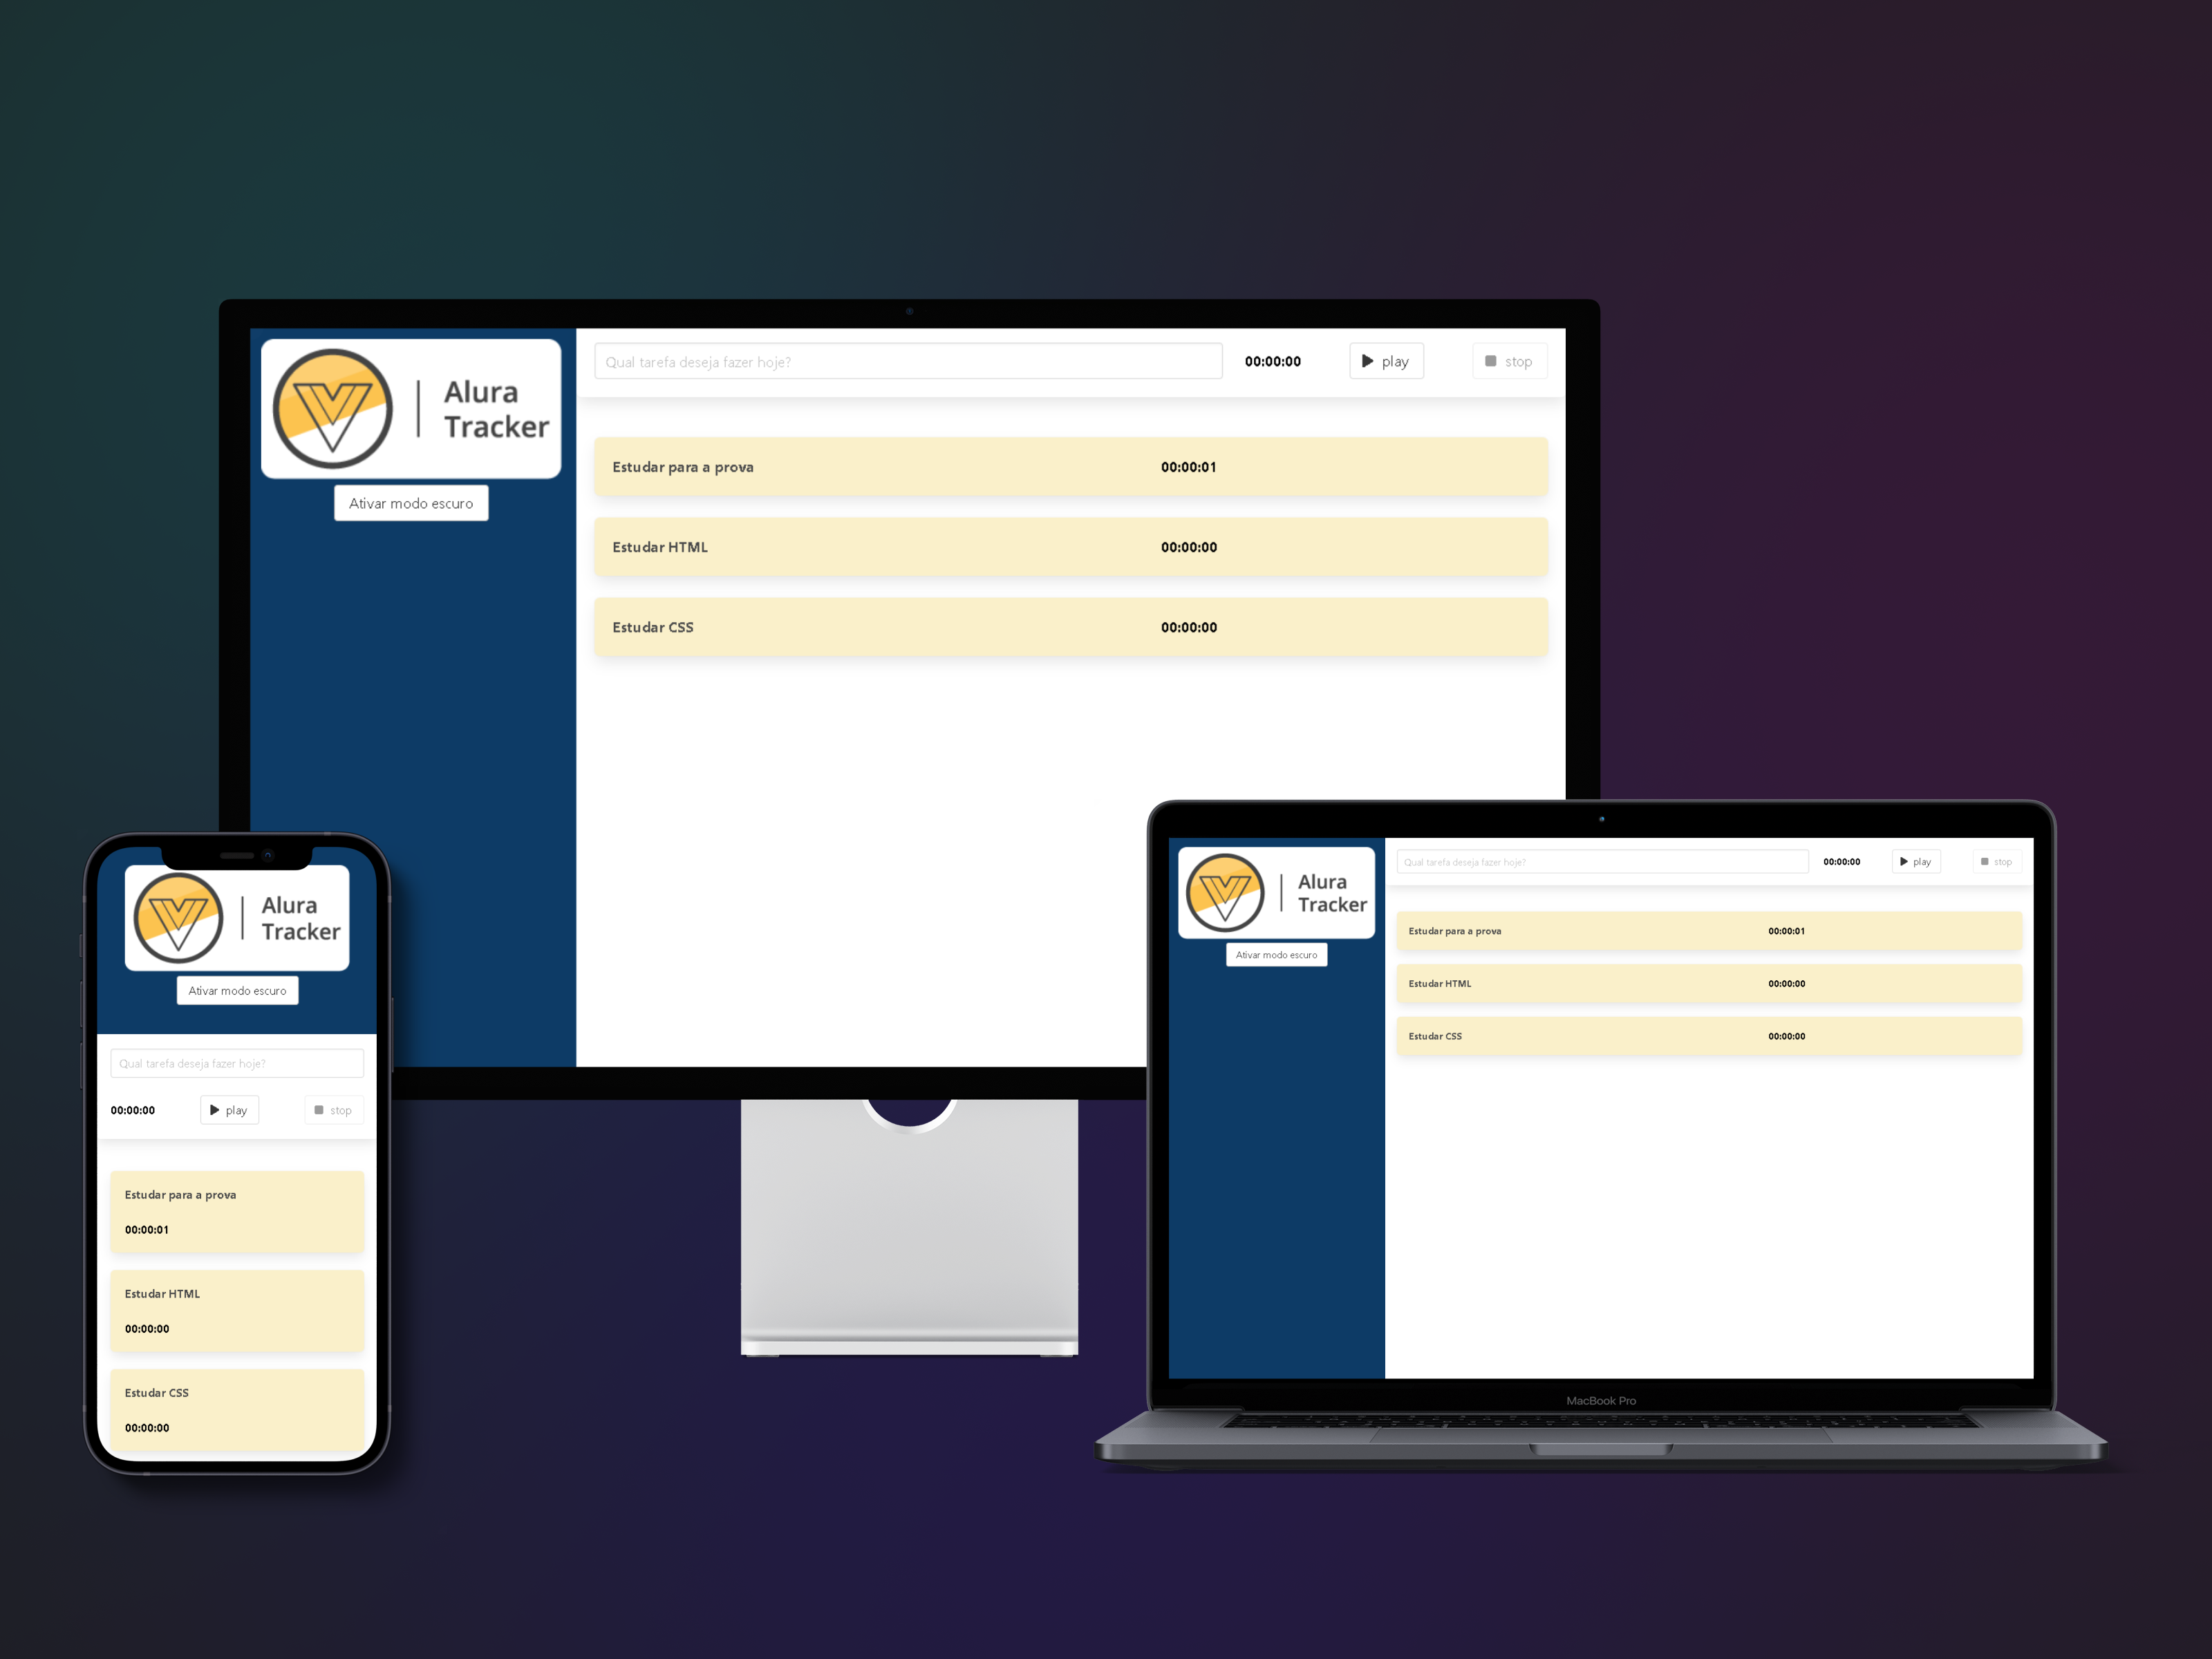 Alura
Tracker
Ativar modo escuro
Qual tarefa deseja fazer hoje?
00:00:00
play
stop
Estudar para a prova
00:00:01
Estudar HTML
00:00:00
Estudar CSS
00:00:00
Alura
Tracker
Ativar modo escuro
Qual tarefa deseja fazer hoje?
00:00:00
play
stop
Estudar para a prova
00:00:01
Estudar HTML
00:00:00
Estudar CSS
00:00:00
Alura
Tracker
Ativar modo escuro
Qual tarefa deseja fazer hoje?
00:00:00
play
stop
Estudar para a prova
00:00:01
Estudar HTML
00:00:00
Estudar CSS
00:00:00
MacBook Pro